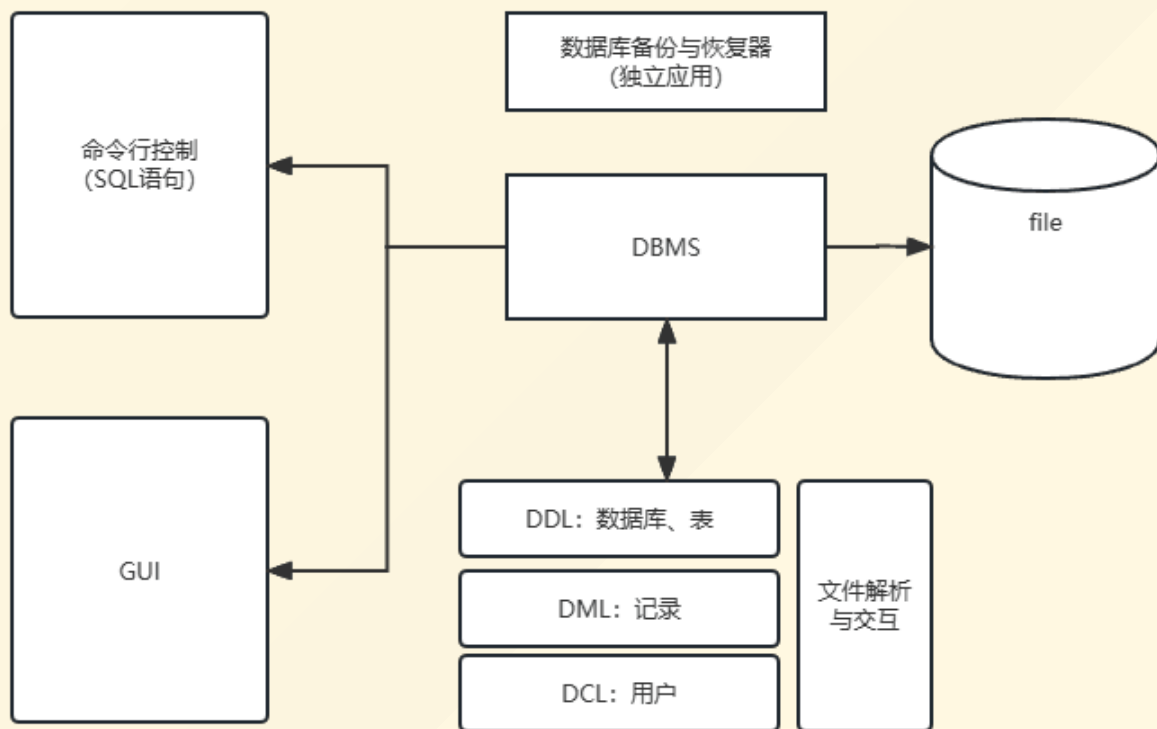 数据库备份与恢复器
(独立应用)
命令行控制
(SQL语句)
DBMS
file
GUI
DDL：数据库、表
DML：记录
DCL：用户
文件解析
与交互